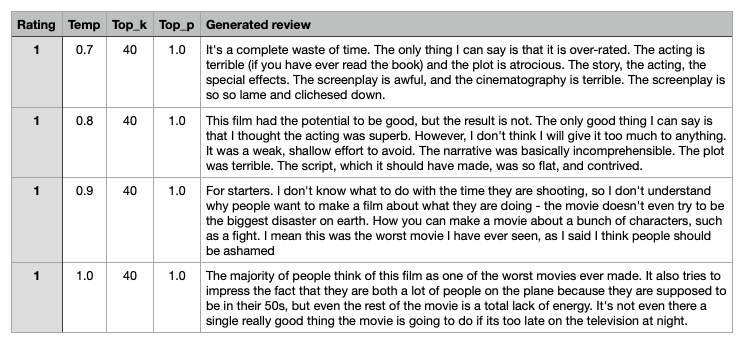 Rating Temp Top_k Top_p Generated review
1 0.7 40 1.0 It's a complete waste of time. The only thing I can say is that it is over-rated. The acting is
terrible (if you have ever read the book) and the plot is atrocious. The story, the acting, the
special effects. The screenplay is awful, and the cinematography is terrible. The screenplay is
so so lame and clichesed down.
1 0.8 40 1.0 This film had the potential to be good, but the result is not. The only good thing I can say is
that I thought the acting was superb. However, I don't think I will give it too much to anything.
It was a weak, shallow effort to avoid. The narrative was basically incomprehensible. The plot
was terrible. The script, which it should have made, was so flat, and contrived.
1 0.9 40 1.0 For starters. I don't know what to do with the time they are shooting, so I don't understand
why people want to make a film about what they are doing - the movie doesn't even try to be
the biggest disaster on earth. How you can make a movie about a bunch of characters, such
as a fight. I mean this was the worst movie I have ever seen, as I said I think people should
be ashamed
1 1.0 40 1.0 The majority of people think of this film as one of the worst movies ever made. It also tries to
impress the fact that they are both a lot of people on the plane because they are supposed to
be in their 50s, but even the rest of the movie is a total lack of energy. It's not even there a
single really good thing the movie is going to do if its too late on the television at night.